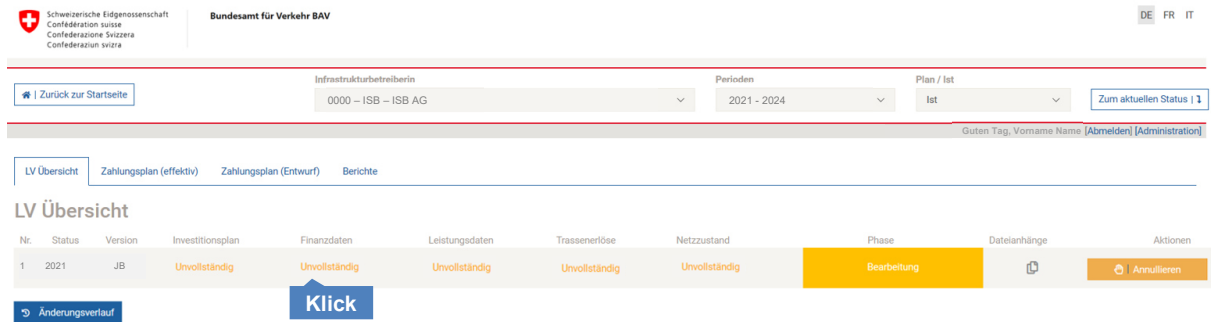 Schweizerische Eidgenossenschaft
Confédération suisse
Confederazione Svizzera
Confederaziun svizra
Bundesamt für Verkehr BAV
DE FR IT
Infrastrukturbetreiberin Perioden Plan / Ist
| Zurück zur Startseite 0000 – ISB – ISB AG 2021 - 2024 Ist Zum aktuellen Status |
Guten Tag, Vorname Name [Abmelden] [Administration]
LV Übersicht Zahlungsplan (effektiv) Zahlungsplan (Entwurf) Berichte
LV Übersicht
Nr. Status Version Investitionsplan Finanzdaten Leistungsdaten Trassenerlöse Netzzustand Phase Dateianhänge Aktionen
1 2021 JB Unvollständig Unvollständig Unvollständig Unvollständig Unvollständig Bearbeitung | Annullieren
Klick
Änderungsverlauf